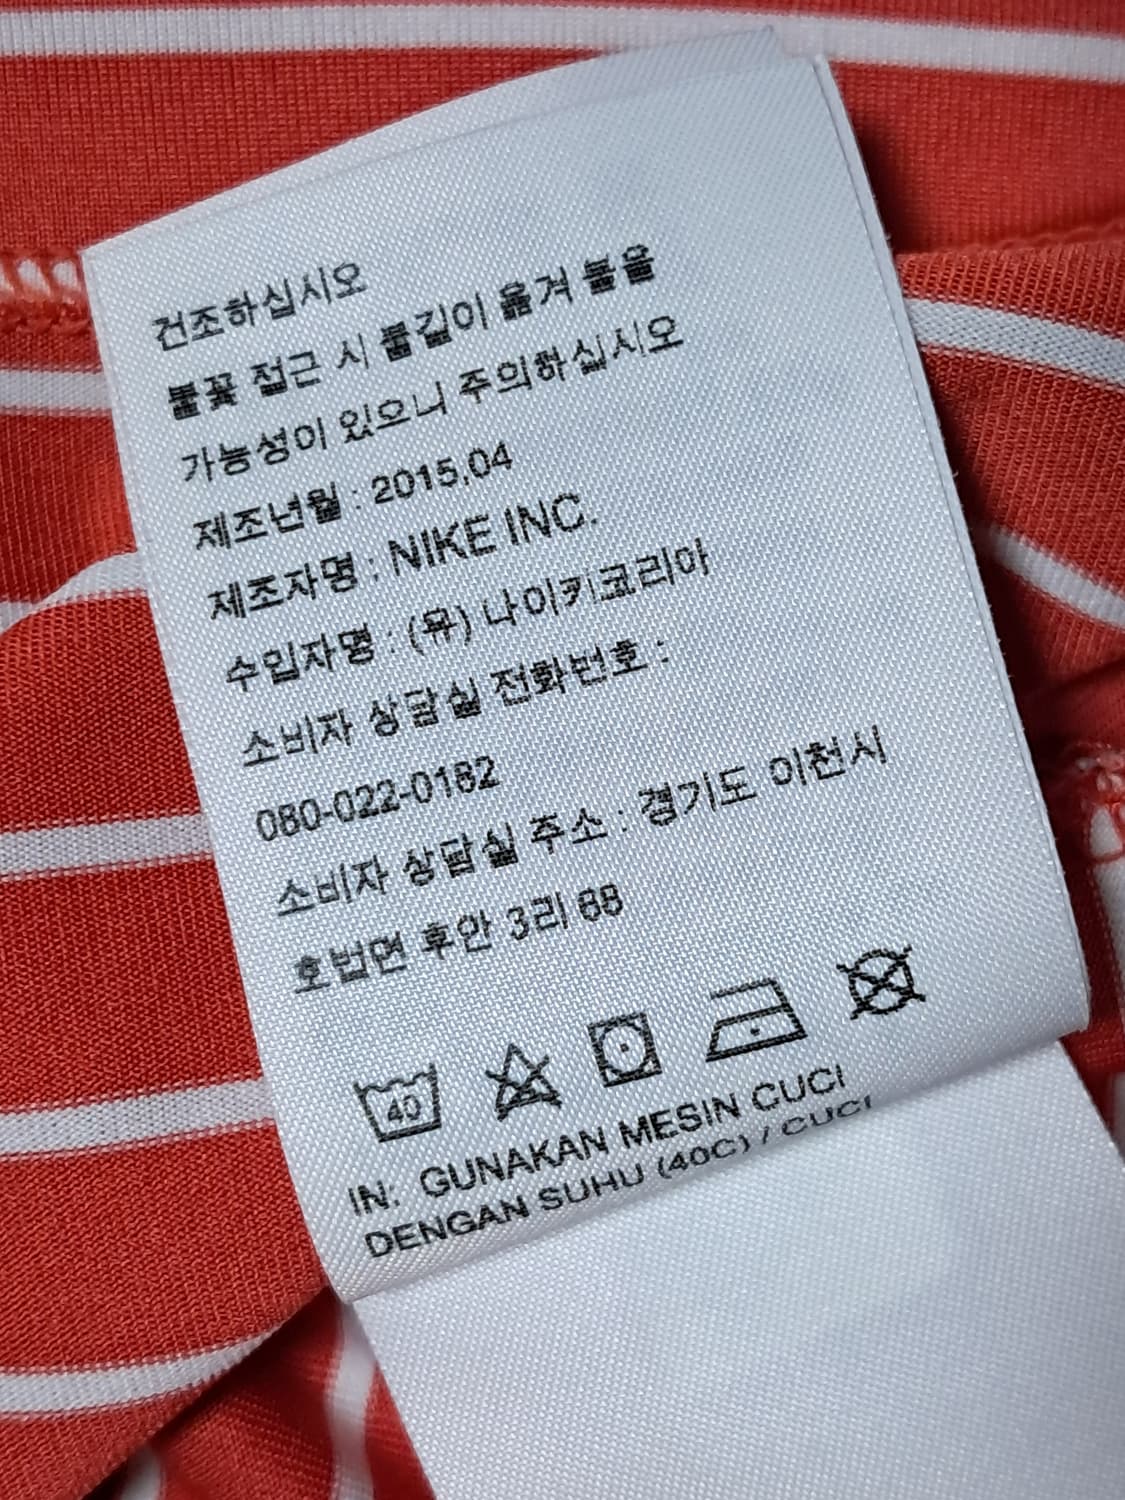 건조하십시오
불꽃 접근 시 불길이 옮겨 붙을
가능성이 있으니 주의하십시오
제조년월 : 2015.04
제조자명 : NIKE INC.
수입자명 : (유) 나이키코리아
소비자 상담실 전화번호 :
080-022-0182
소비자 상담실 주소 : 경기도 이천시
호법면 후안 3리 68
40
IN: GUNAKAN MESIN CUCI
DENGAN SUHU (40C) / CUCI